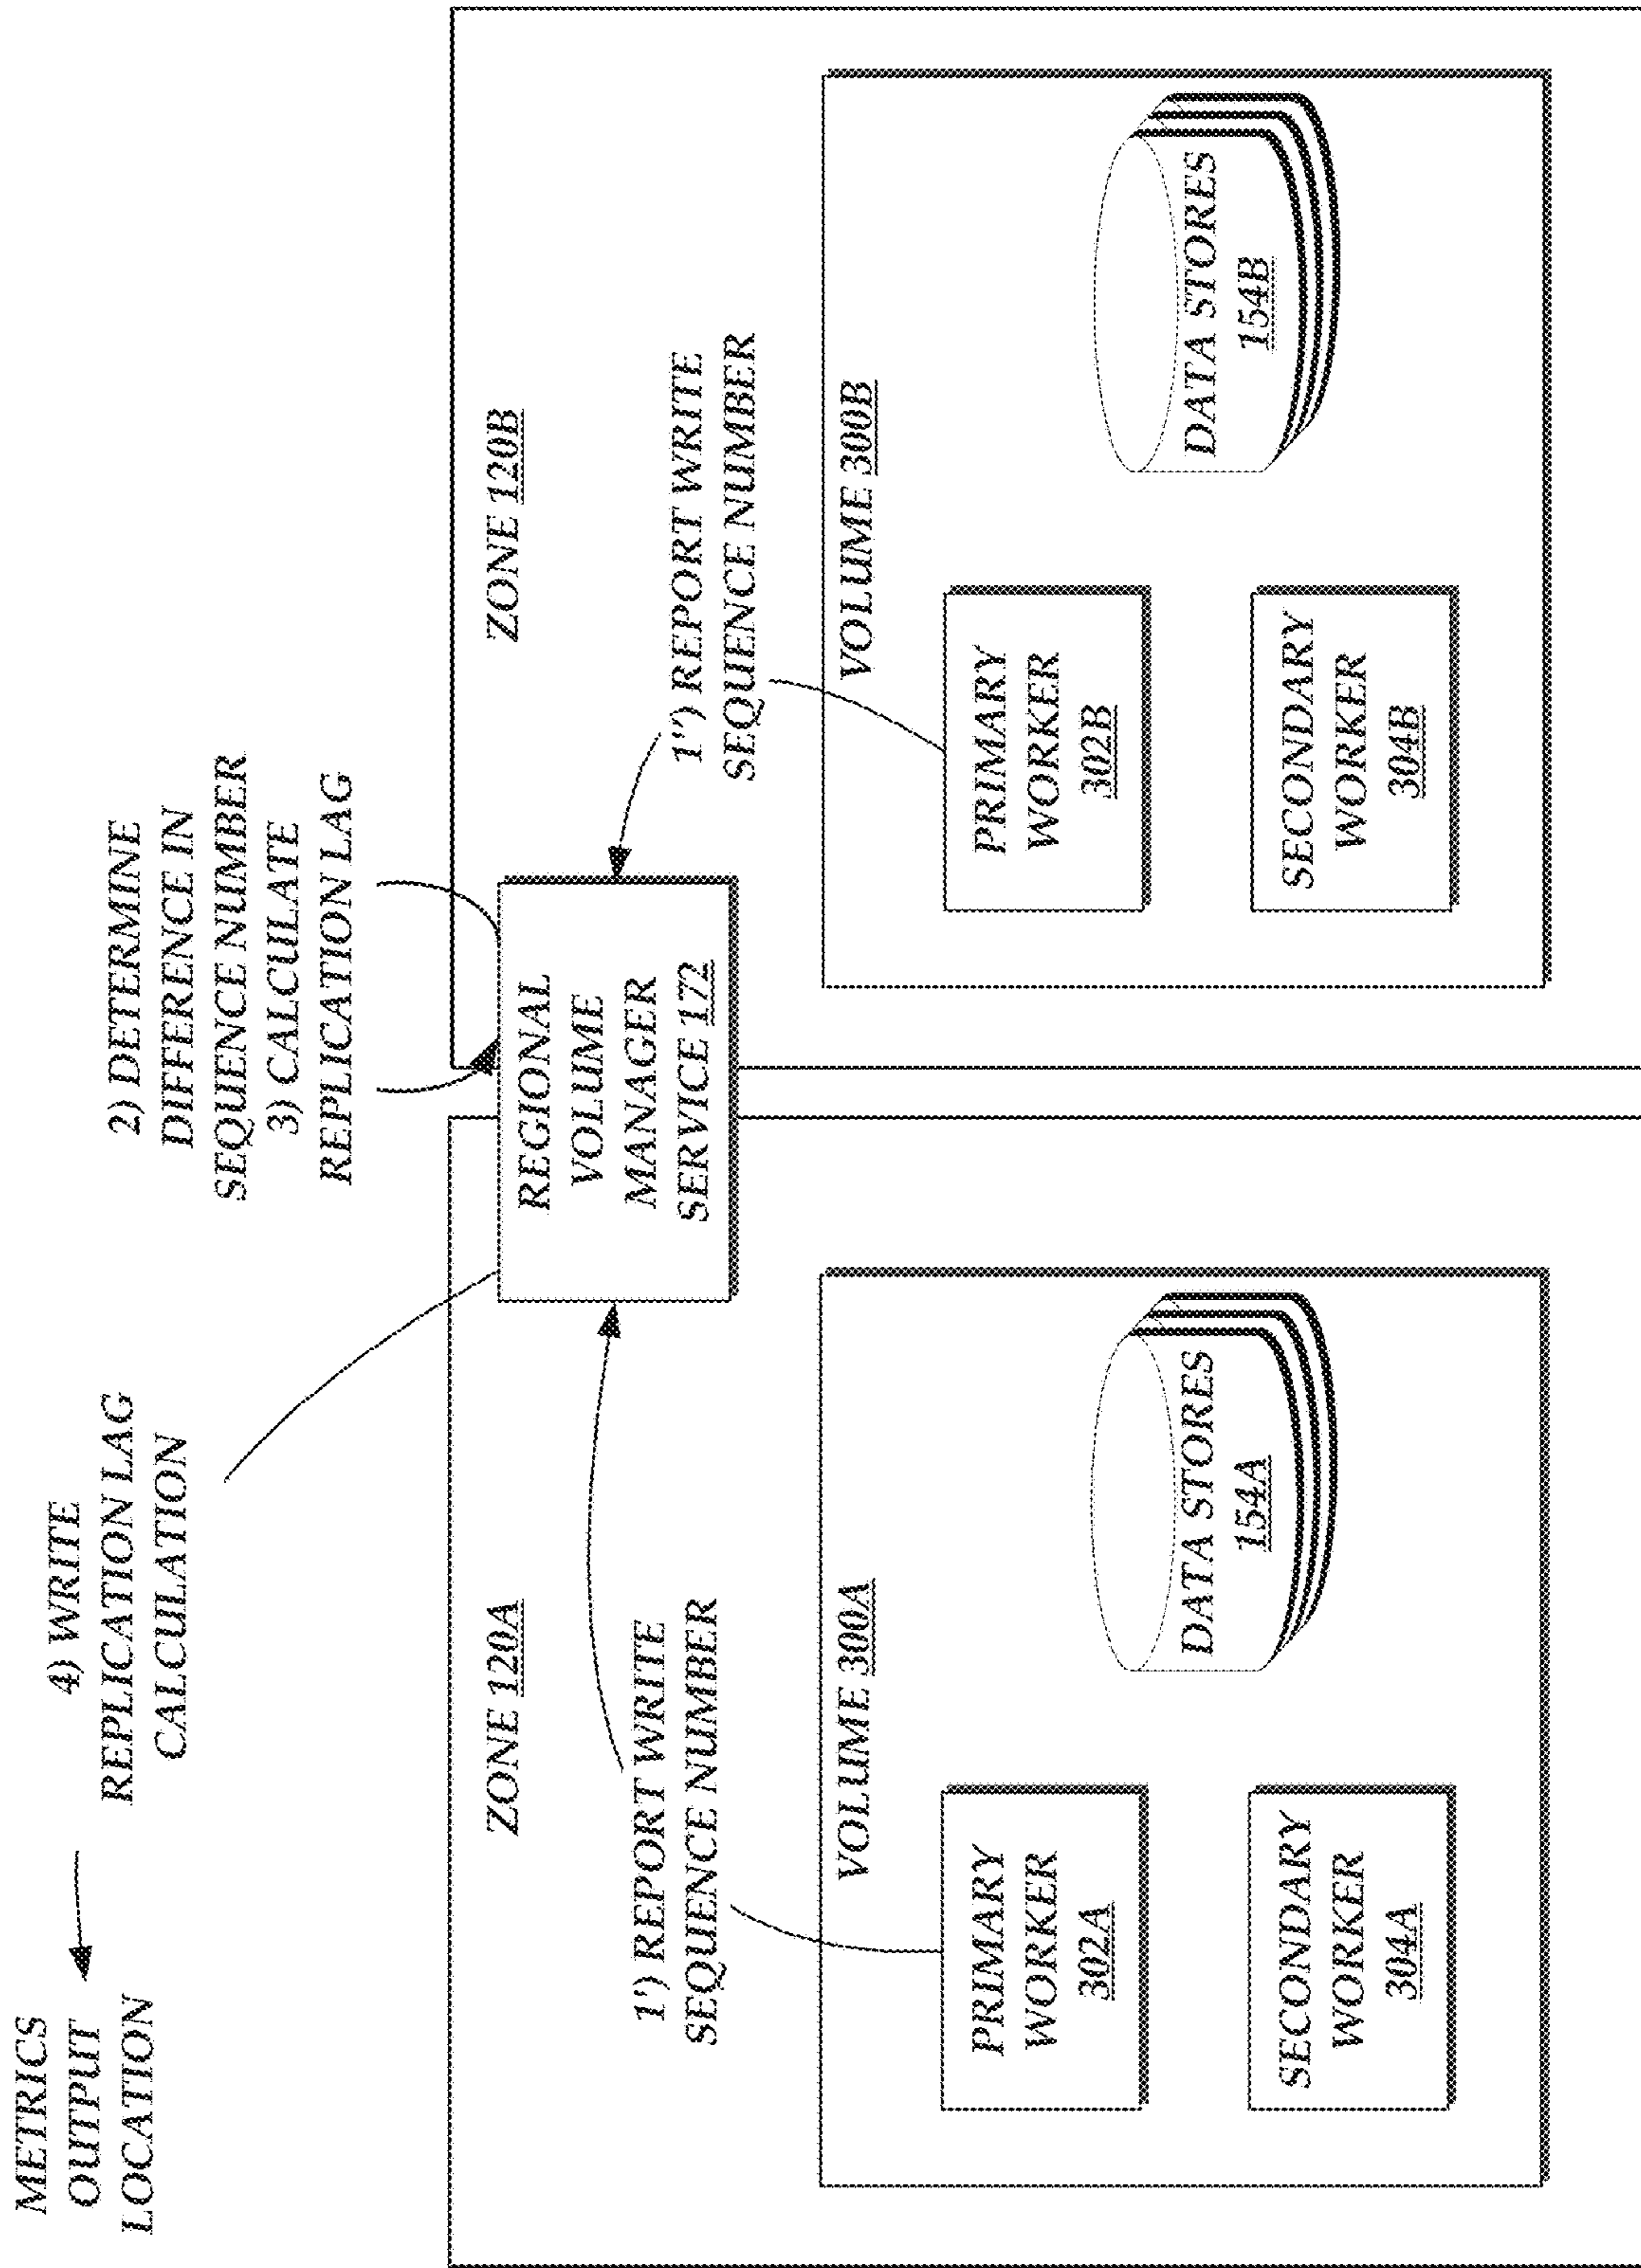 METRICS
OUTPUT
LOCATION
4) WRITE
REPLICATION LAG
CALCULATION
2) DETERMINE
DIFFERENCE IN
SEQUENCE NUMBER
3) CALCULATE
REPLICATION LAG
ZONE 120A
ZONE 120B
REGIONAL
VOLUME
MANAGER
SERVICE 172
1') REPORT WRITE
SEQUENCE NUMBER
1'') REPORT WRITE
SEQUENCE NUMBER
VOLUME 300A
PRIMARY
WORKER
302A
SECONDARY
WORKER
304A
DATA STORES
154A
VOLUME 300B
PRIMARY
WORKER
302B
SECONDARY
WORKER
304B
DATA STORES
154B